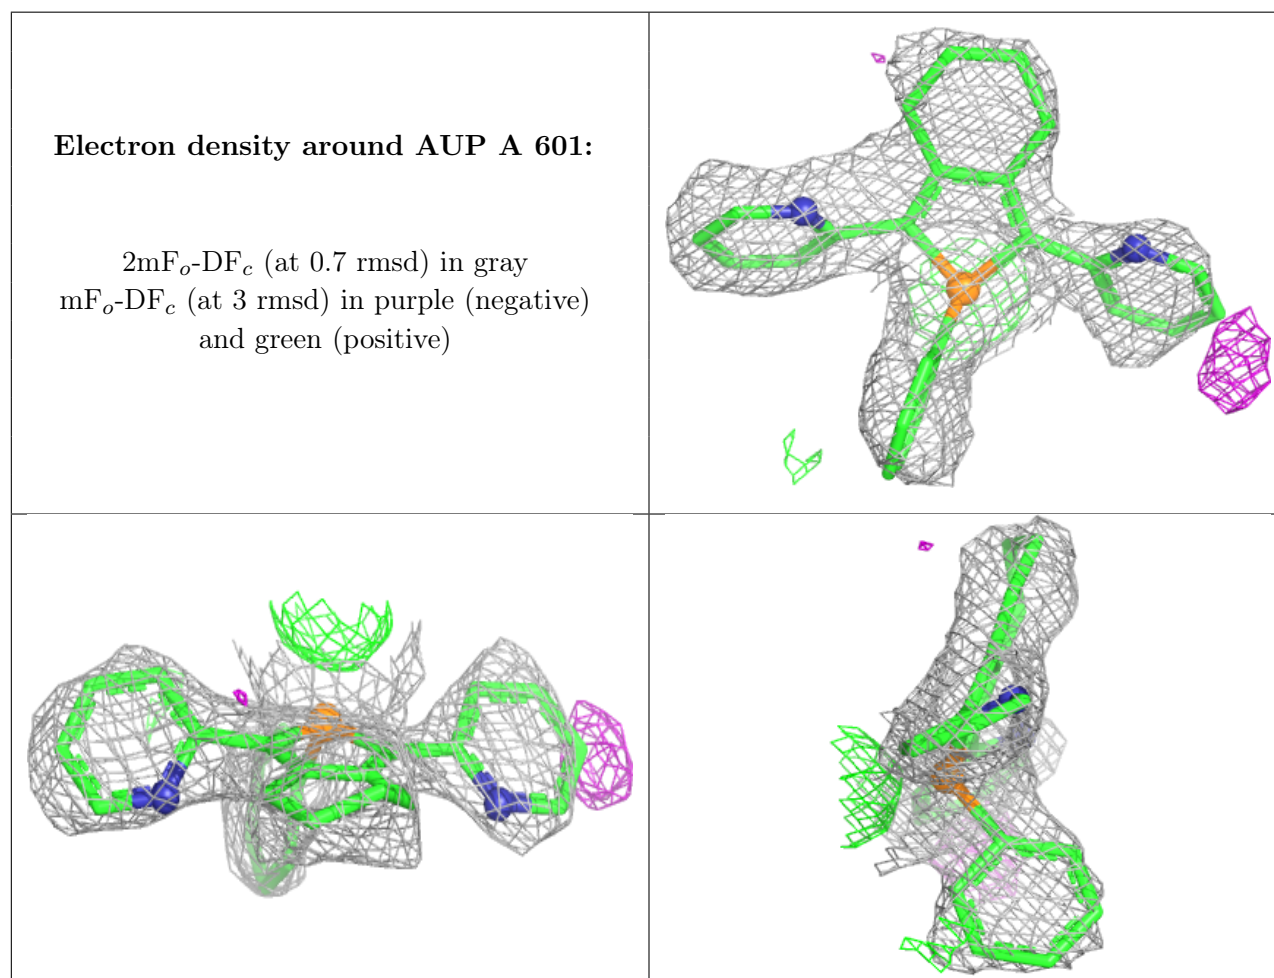 Electron density around AUP A 601:
2mFo-DFc (at 0.7 rmsd) in gray
mFo-DFc (at 3 rmsd) in purple (negative)
and green (positive)